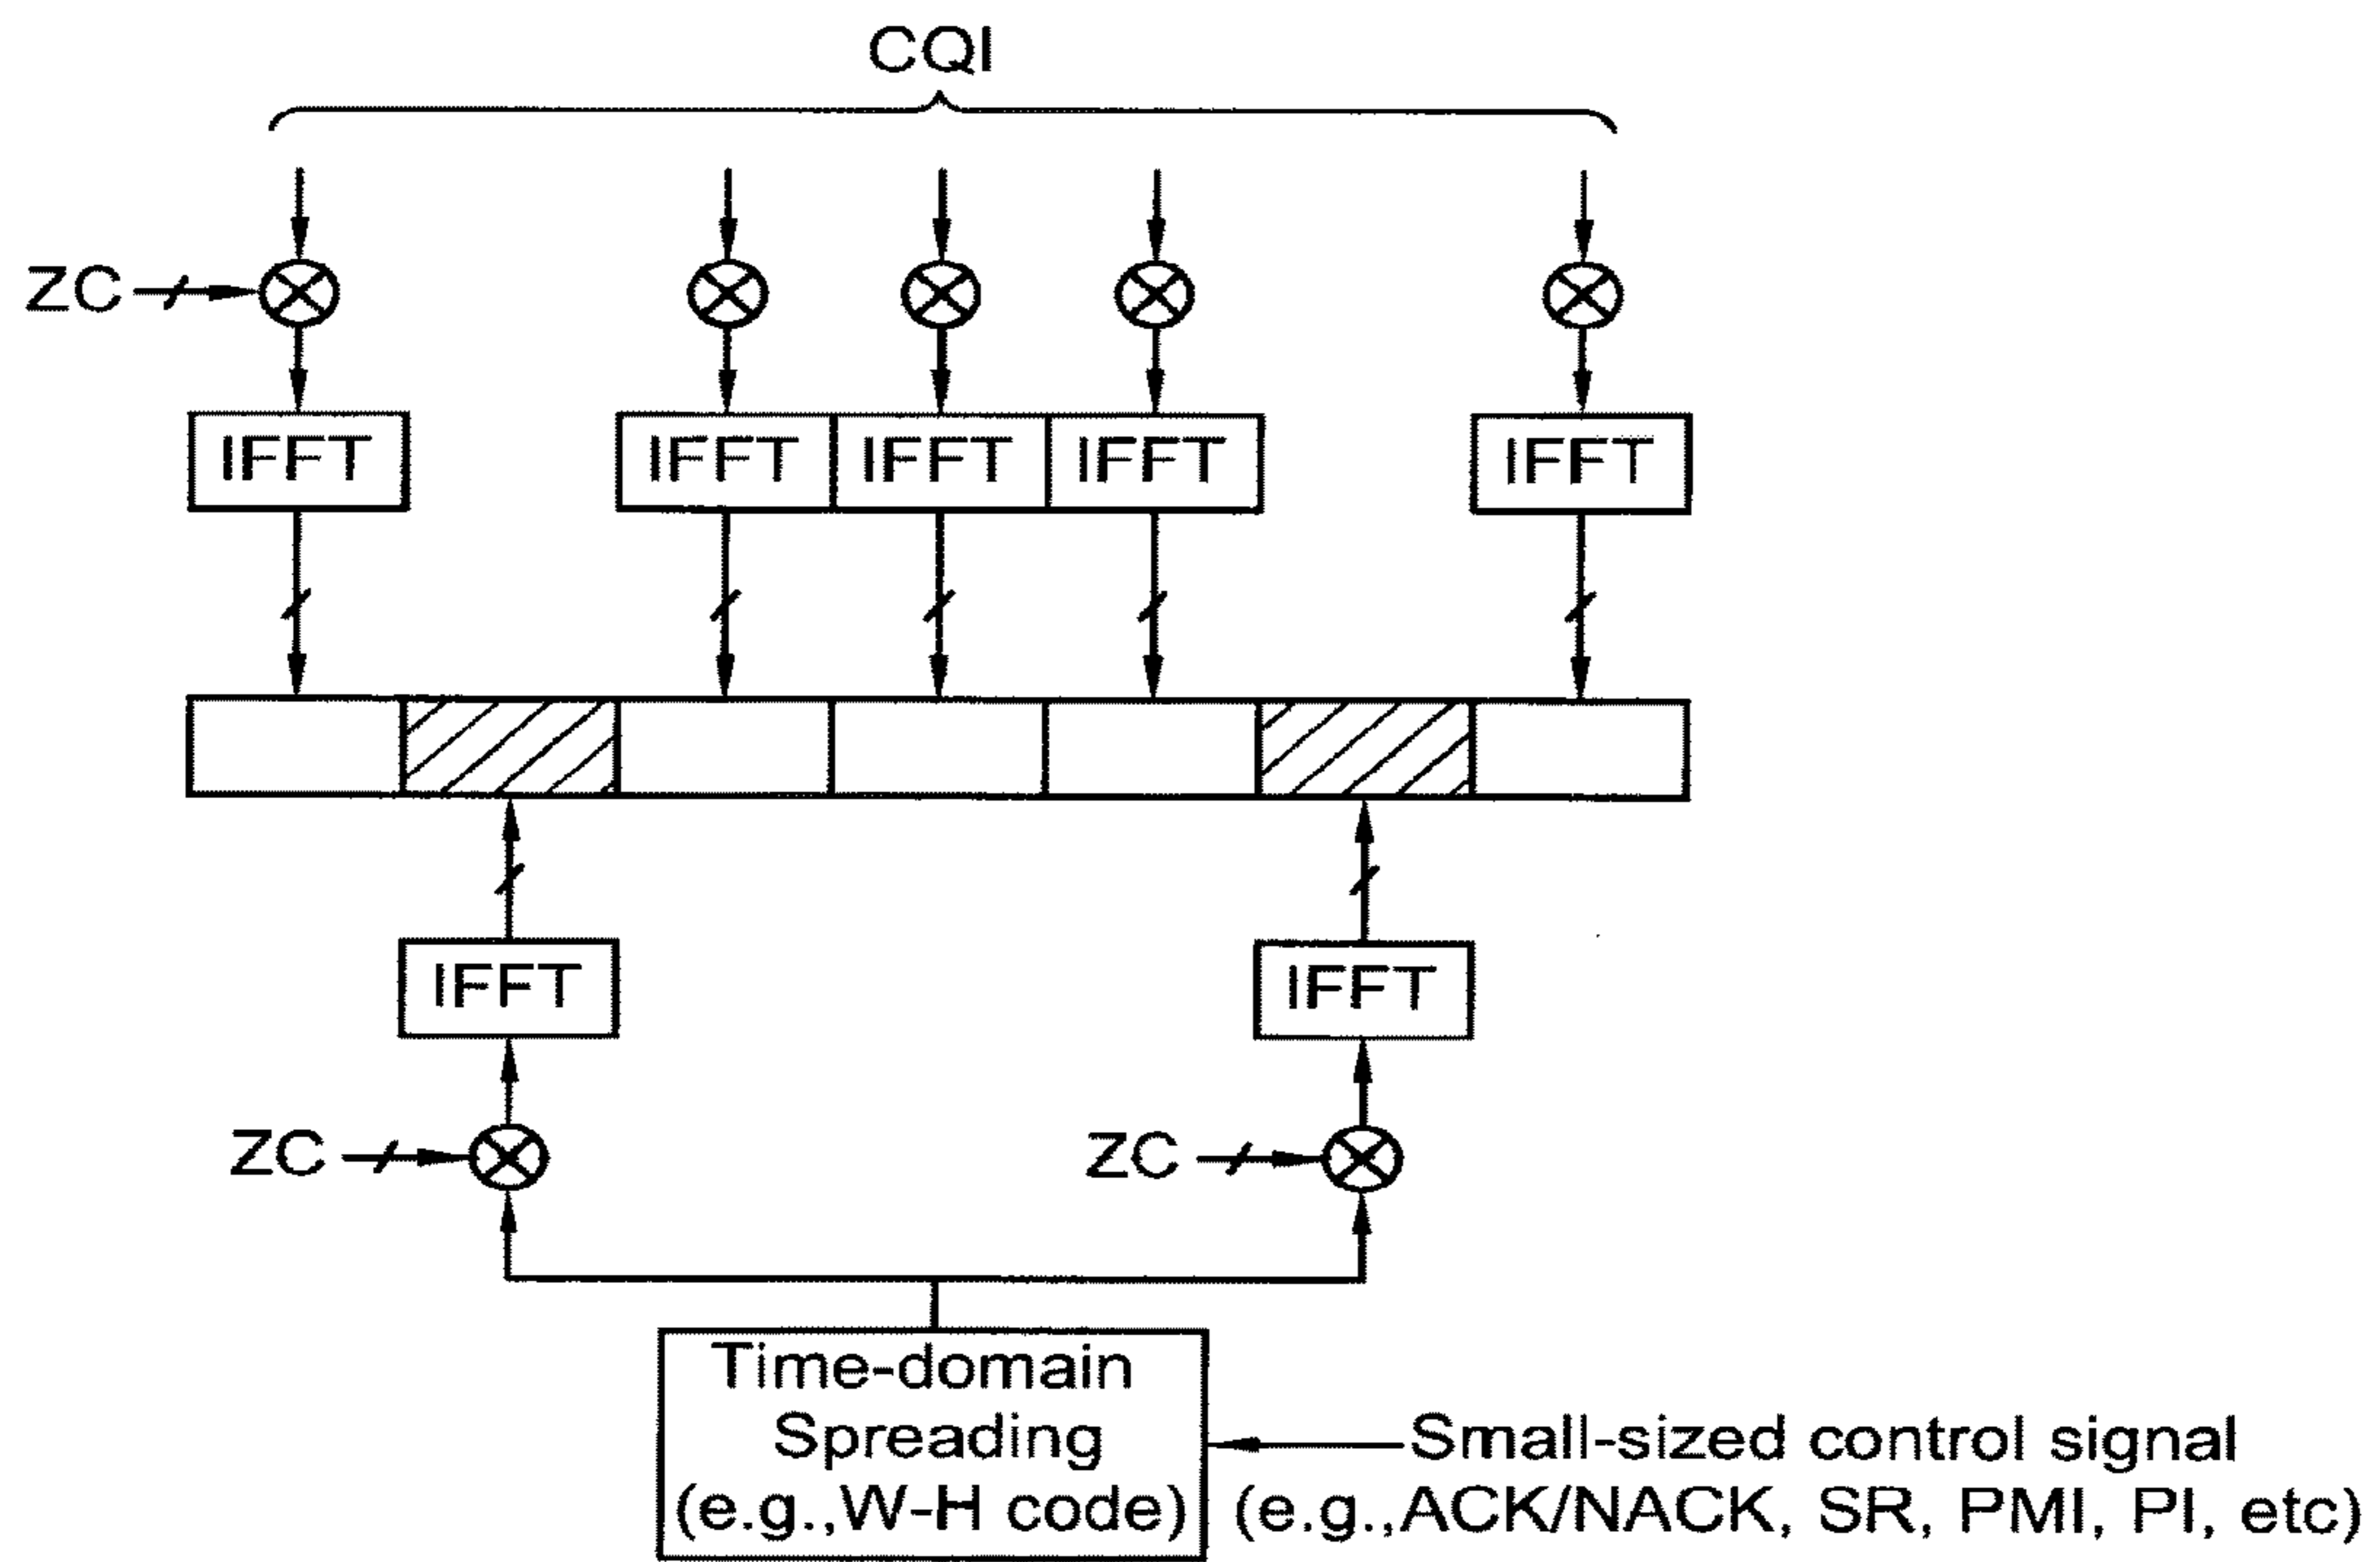 CQI
ZC
IFFT
IFFT
IFFT
IFFT
IFFT
IFFT
IFFT
ZC
ZC
Time-domain
Spreading
(e.g.,W-H code)
Small-sized control signal
(e.g.,ACK/NACK, SR, PMI, PI, etc)